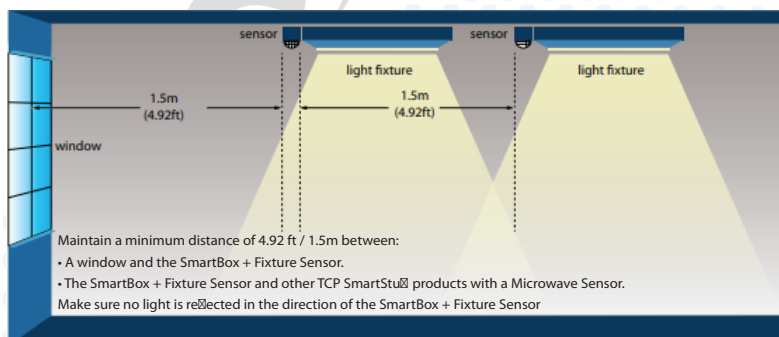 sensor
sensor
light fixture
light fixture
1.5m
(4.92ft)
1.5m
(4.92ft)
window
Maintain a minimum distance of 4.92 ft / 1.5m between:
• A window and the SmartBox + Fixture Sensor.
• The SmartBox + Fixture Sensor and other TCP SmartStu☒ products with a Microwave Sensor.
Make sure no light is re☒ected in the direction of the SmartBox + Fixture Sensor